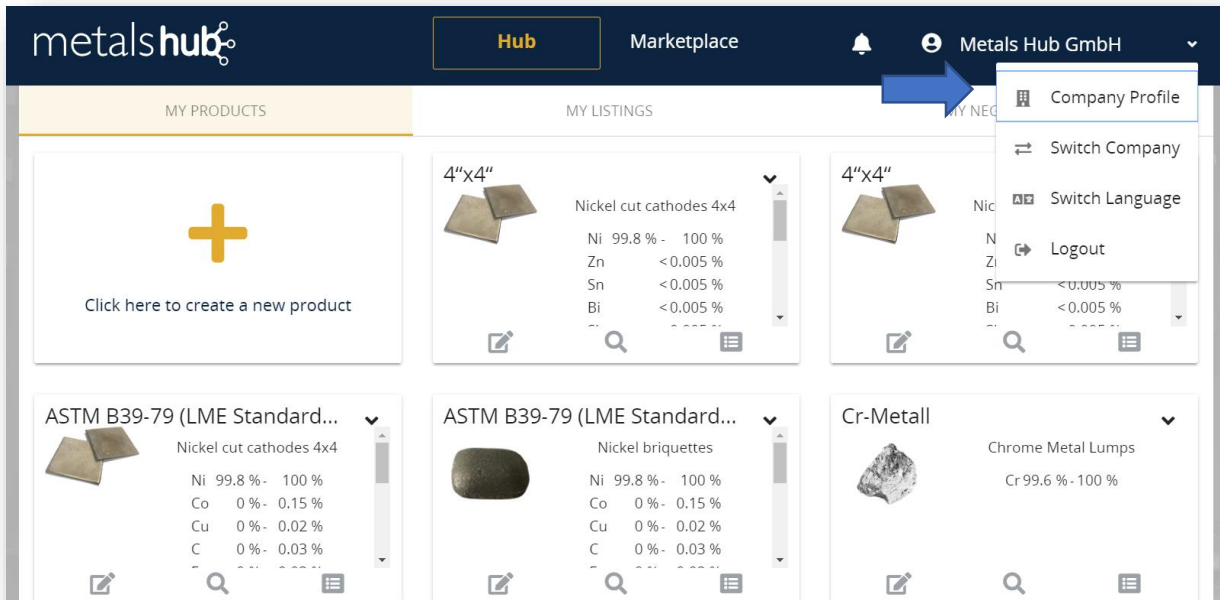 metalshub
Hub
Marketplace
Metals Hub GmbH
Company Profile
Switch Company
Switch Language
Logout
MY PRODUCTS
MY LISTINGS
MY
Click here to create a new product
4“x4“
Nickel cut cathodes 4x4
Ni 99.8 % - 100 %
Zn <0.005 %
Sn <0.005 %
Bi <0.005 %
4“x4“
Sn <0.005 %
Bi <0.005 %
ASTM B39-79 (LME Standard...
Nickel cut cathodes 4x4
Ni 99.8 % - 100 %
Co 0 % - 0.15 %
Cu 0 % - 0.02 %
C 0 % - 0.03 %
ASTM B39-79 (LME Standard...
Nickel briquettes
Ni 99.8 % - 100 %
Co 0 % - 0.15 %
Cu 0 % - 0.02 %
C 0 % - 0.03 %
Cr-Metall
Chrome Metal Lumps
Cr 99.6 % - 100 %